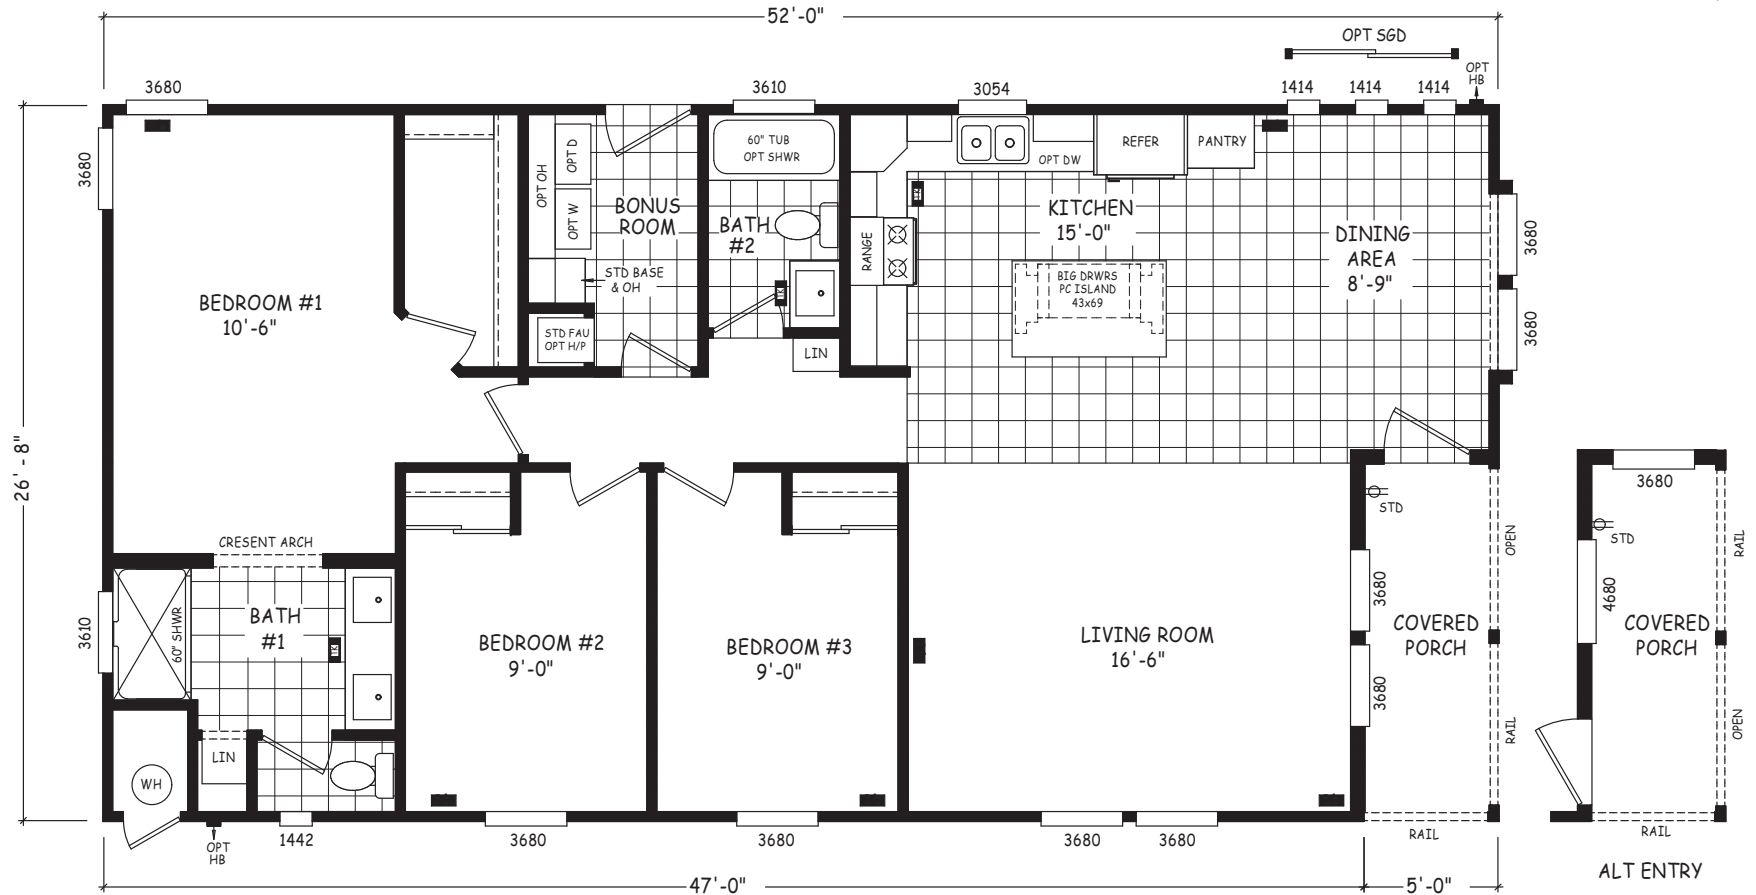 52'-0"
OPT SGD
3680
3610
3054
1414
1414
1414
OPT
HB
3680
60" TUB
OPT SHWR
OPT D
OPT OH
OPT W
BONUS
ROOM
BATH
#2
STD BASE
& OH
STD FAU
OPT H/P
LIN
OPT DW
REFER
PANTRY
RANGE
KITCHEN
15'-0"
BIG DRWRS
PC ISLAND
43x69
DINING
AREA
8'-9"
3680
3680
BEDROOM #1
10'-6"
26' - 8"
CRESENT ARCH
3610
60" SHWR
BATH
#1
TK
TK
TK
LIN
WH
BEDROOM #2
9'-0"
BEDROOM #3
9'-0"
LIVING ROOM
16'-6"
STD
OPEN
3680
3680
COVERED
PORCH
RAIL
RAIL
3680
STD
4680
RAIL
COVERED
PORCH
OPEN
RAIL
ALT ENTRY
OPT
HB
1442
3680
3680
3680
3680
47'-0"
5'-0"